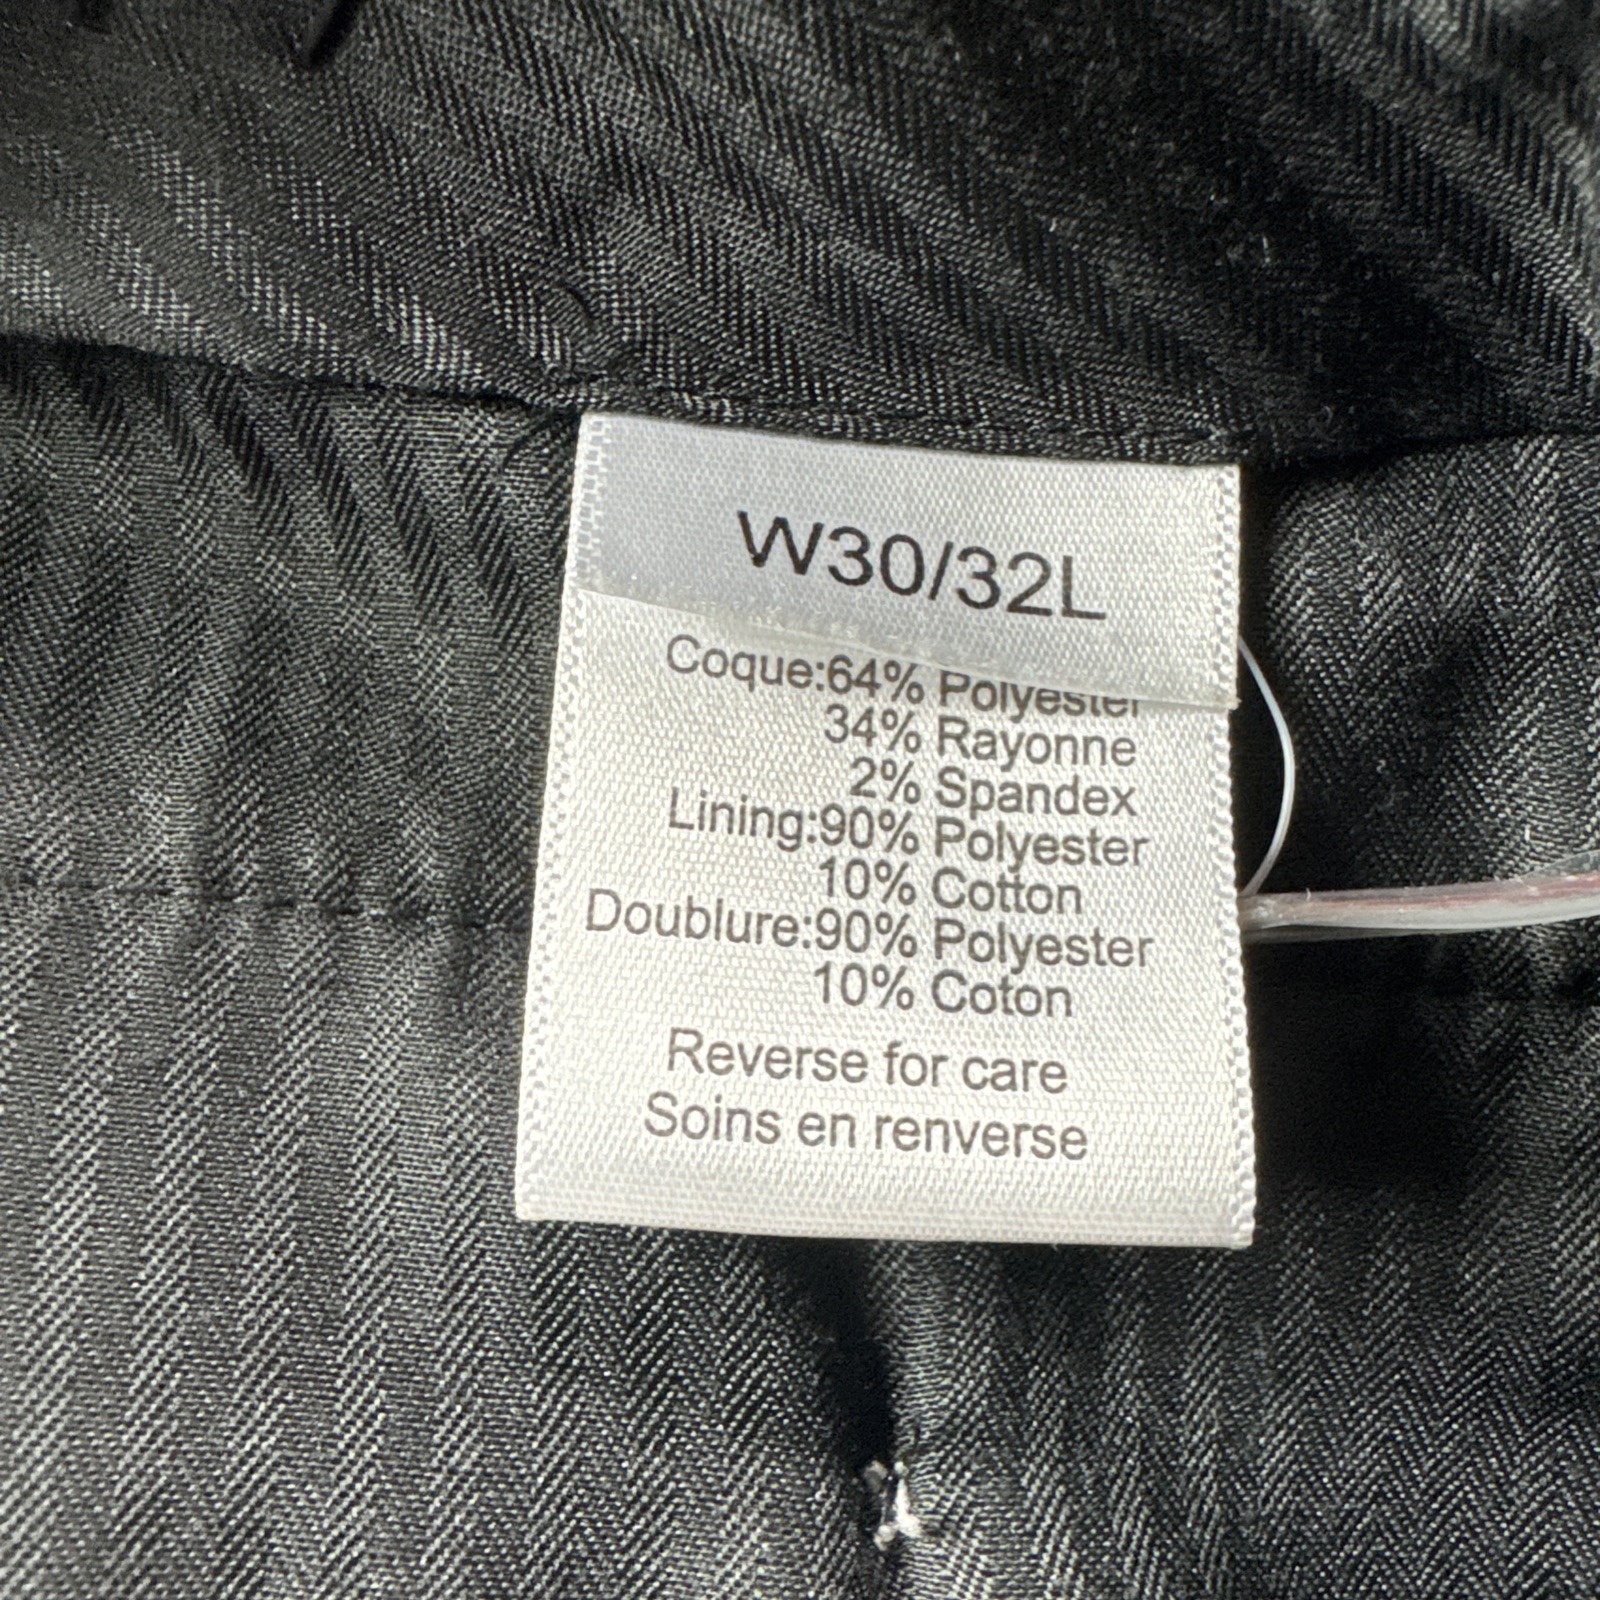 W30/32L
Coque:64% Polyester
34% Rayonne
2% Spandex
Lining:90% Polyester
10% Cotton
Doublure:90% Polyester
10% Coton
Reverse for care
Soins en renverse